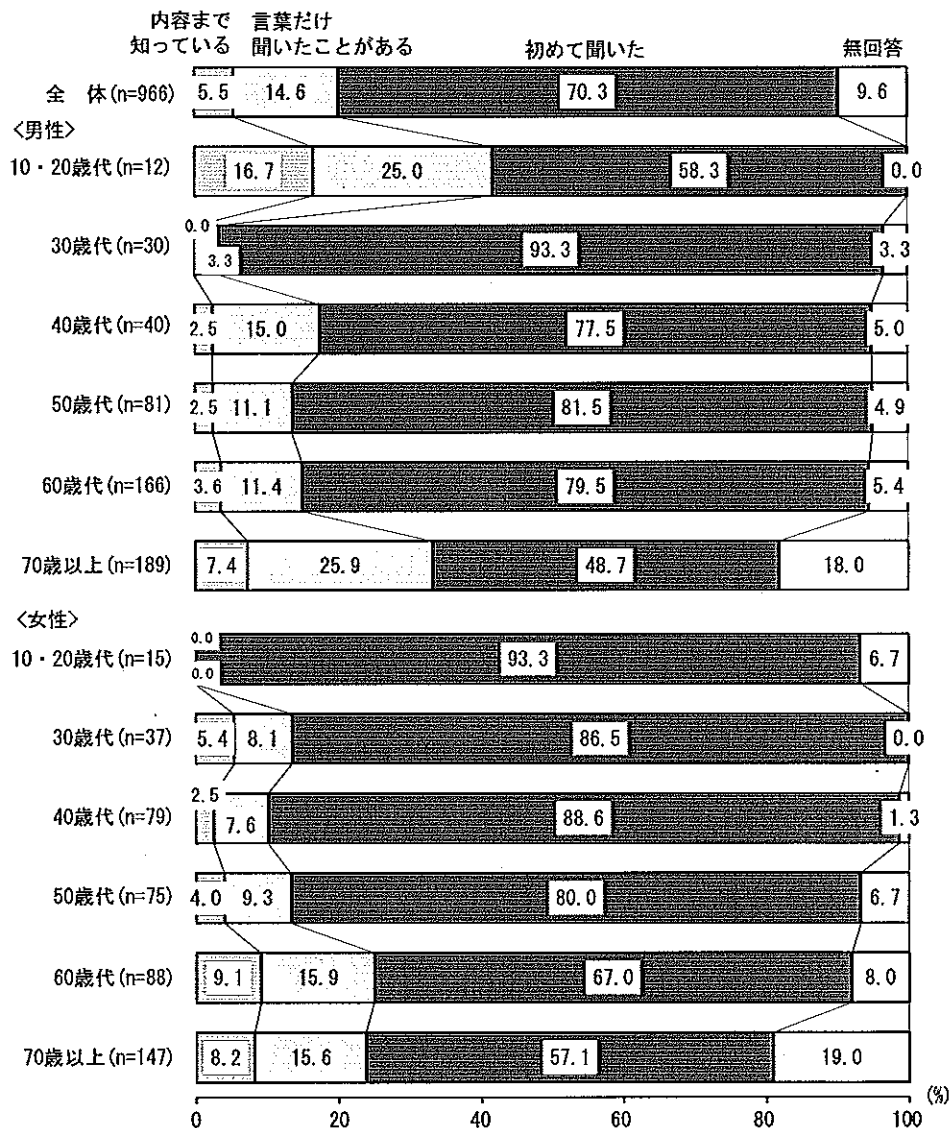 内容まで 言葉だけ
知っている 聞いたことがある 初めて聞いた 無回答
全 体(n=966) 5.5 14.6 70.3 9.6
<男性>
10・20歳代(n=12) 16.7 25.0 58.3 0.0
30歳代(n=30) 0.0 3.3 93.3 3.3
40歳代(n=40) 2.5 15.0 77.5 5.0
50歳代(n=81) 2.5 11.1 81.5 4.9
60歳代(n=166) 3.6 11.4 79.5 5.4
70歳以上(n=189) 7.4 25.9 48.7 18.0
<女性>
10・20歳代(n=15) 0.0 0.0 93.3 6.7
30歳代(n=37) 5.4 8.1 86.5 0.0
40歳代(n=79) 2.5 7.6 88.6 1.3
50歳代(n=75) 4.0 9.3 80.0 6.7
60歳代(n=88) 9.1 15.9 67.0 8.0
70歳以上(n=147) 8.2 15.6 57.1 19.0
0 20 40 60 80 100 (%)